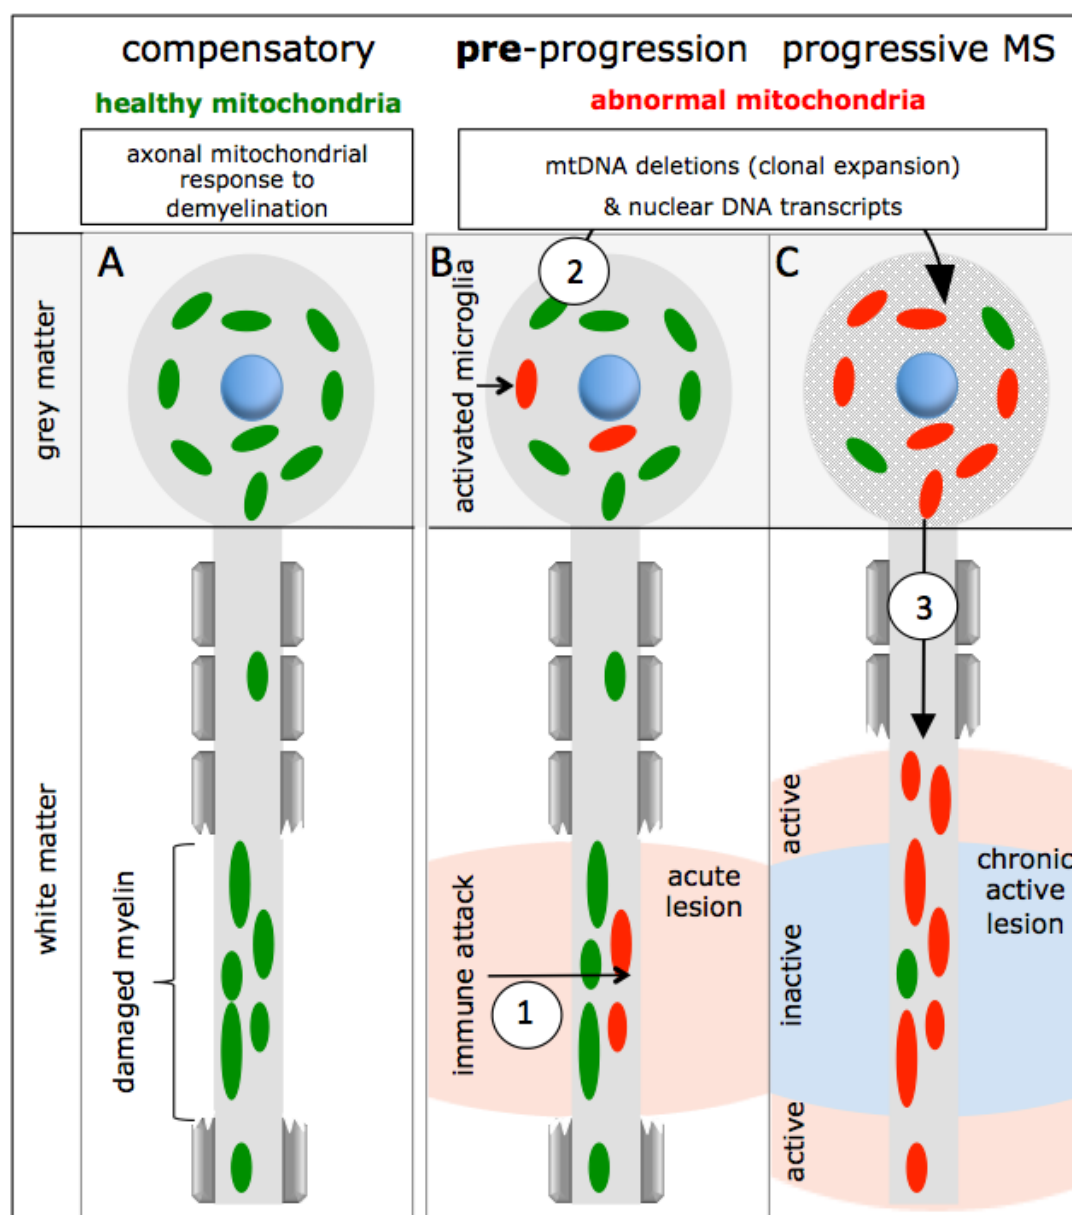 compensatory
pre-progression
progressive MS
healthy mitochondria
abnormal mitochondria
axonal mitochondrial
response to
demyelination
mtDNA deletions (clonal expansion)
& nuclear DNA transcripts
grey matter
A
B
2
C
activated microglia
white matter
damaged myelin
immune attack
1
acute
lesion
3
active
inactive
active
chronic
active
lesion